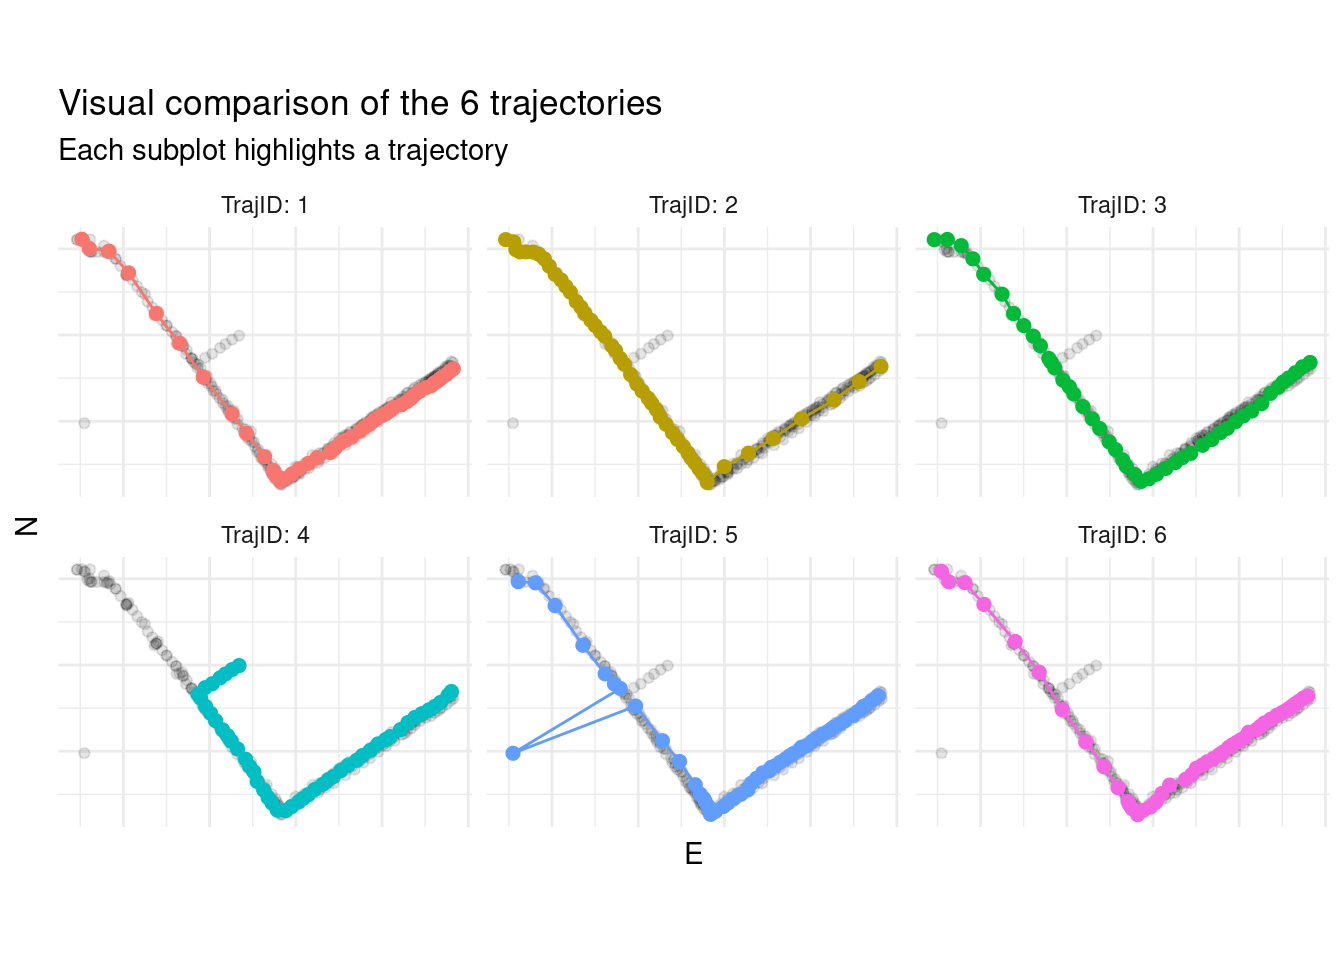 Visual comparison of the 6 trajectories
Each subplot highlights a trajectory
TrajID: 1
TrajID: 2
TrajID: 3
N
TrajID: 4
TrajID: 5
TrajID: 6
E